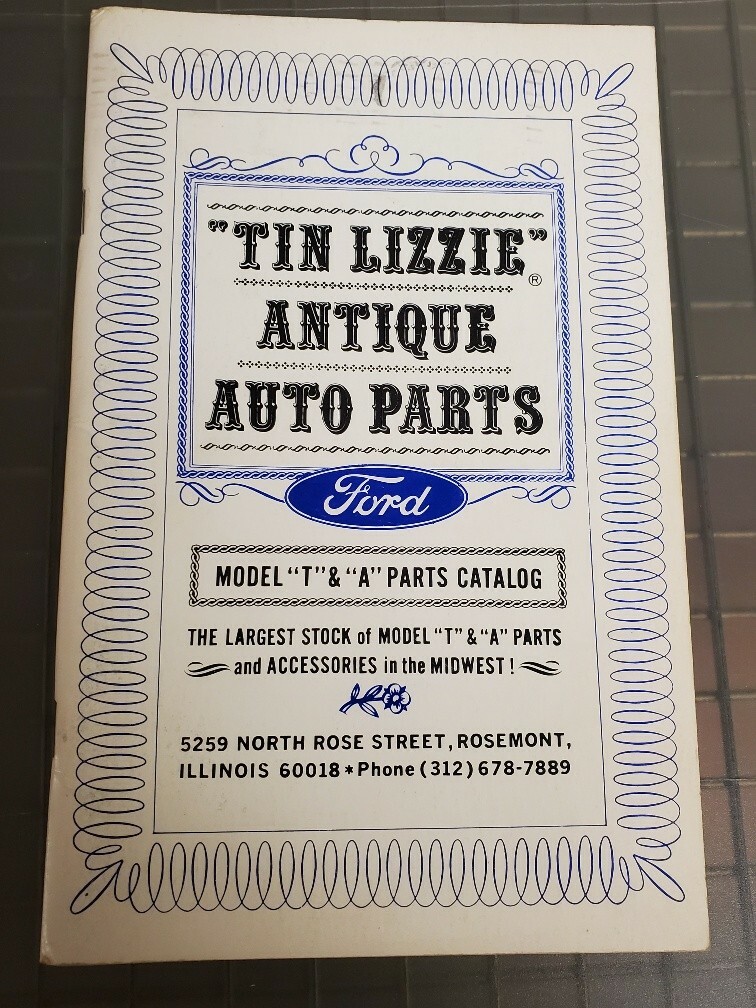 "TIN LIZZIE"®
ANTIQUE
AUTO PARTS
Ford
MODEL "T" & "A" PARTS CATALOG
THE LARGEST STOCK of MODEL "T" & "A" PARTS
and ACCESSORIES in the MIDWEST!
5259 NORTH ROSE STREET, ROSEMONT,
ILLINOIS 60018 * Phone (312) 678-7889